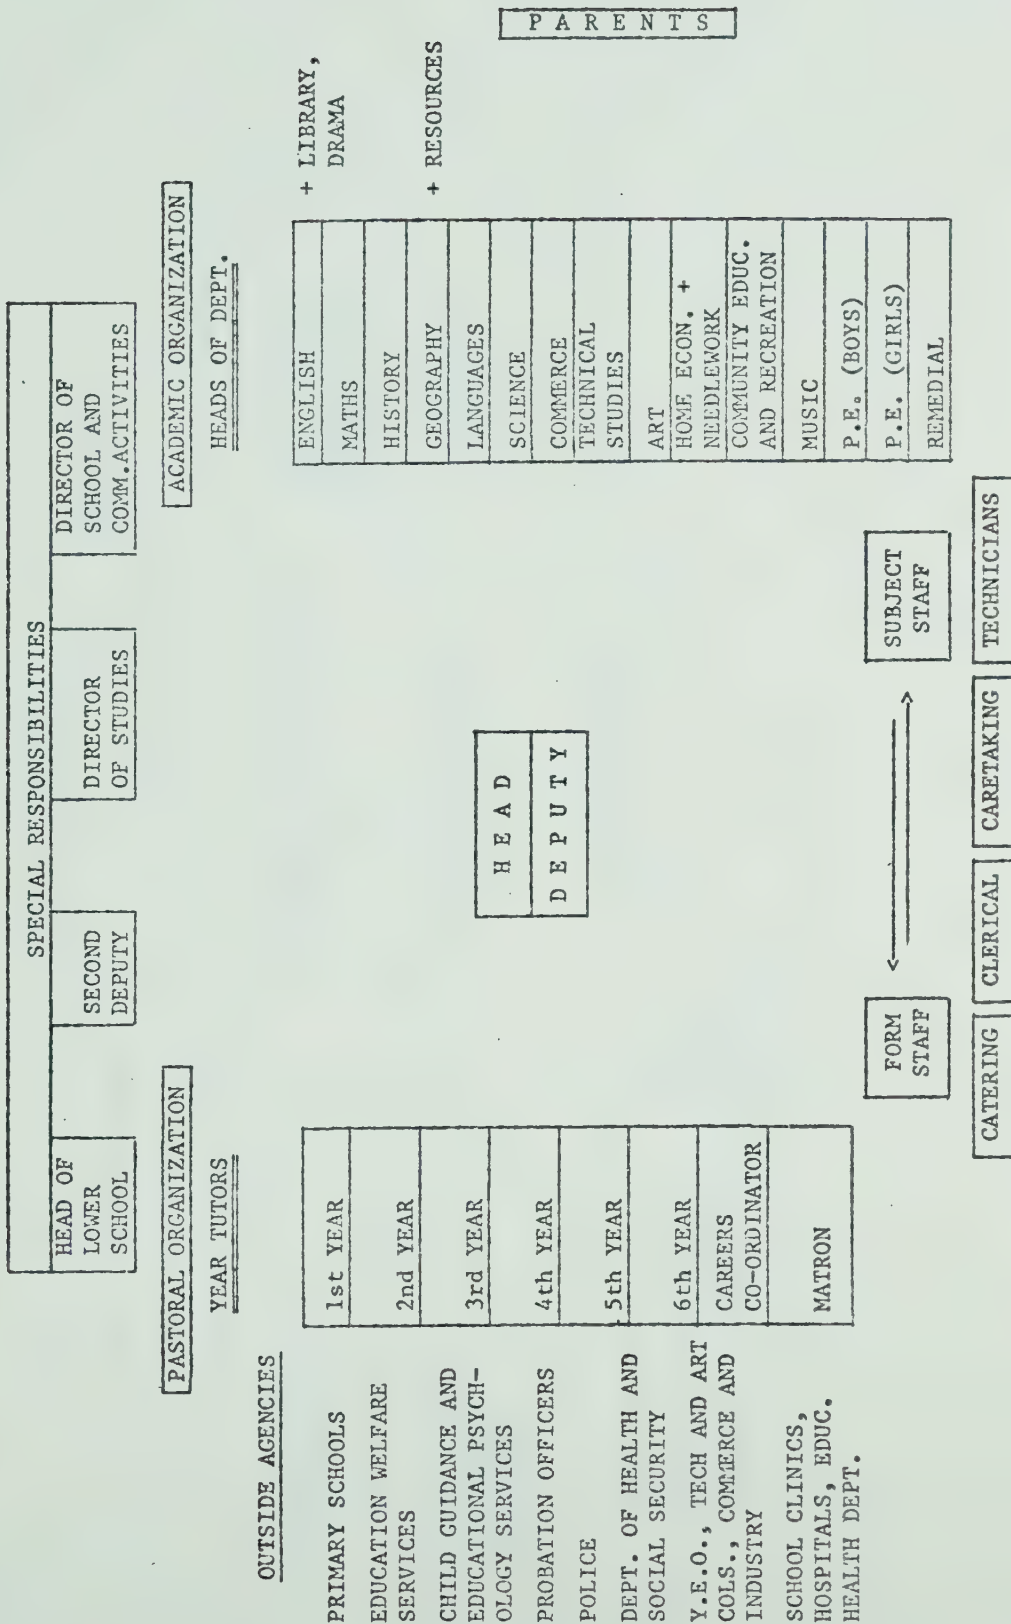 SPECIAL RESPONSIBILITIES
HEAD OF
LOWER
SCHOOL
SECOND
DEPUTY
DIRECTOR
OF STUDIES
DIRECTOR OF
SCHOOL AND
COMM.ACTIVITIES
PASTORAL ORGANIZATION
YEAR TUTORS
ACADEMIC ORGANIZATION
HEADS OF DEPT.
OUTSIDE AGENCIES
PRIMARY SCHOOLS
EDUCATION WELFARE
SERVICES
CHILD GUIDANCE AND
EDUCATIONAL PSYCH-
OLOGY SERVICES
PROBATION OFFICERS
POLICE
DEPT. OF HEALTH AND
SOCIAL SECURITY
Y.E.O., TECH AND ART
COLS., COMMERCE AND
INDUSTRY
SCHOOL CLINICS,
HOSPITALS, EDUC.
HEALTH DEPT.
1st YEAR
2nd YEAR
3rd YEAR
4th YEAR
5th YEAR
6th YEAR
CAREERS
CO-ORDINATOR
MATRON
HEAD
DEPUTY
ENGLISH
MATHS
HISTORY
GEOGRAPHY
LANGUAGES
SCIENCE
COMMERCE
TECHNICAL
STUDIES
ART
HOME ECON. +
NEEDLEWORK
COMMUNITY EDUC.
AND RECREATION
MUSIC
P.E. (BOYS)
P.E. (GIRLS)
REMEDIAL
+ LIBRARY,
DRAMA
+ RESOURCES
PARENTS
FORM
STAFF
SUBJECT
STAFF
CATERING
CLERICAL
CARETAKING
TECHNICIANS